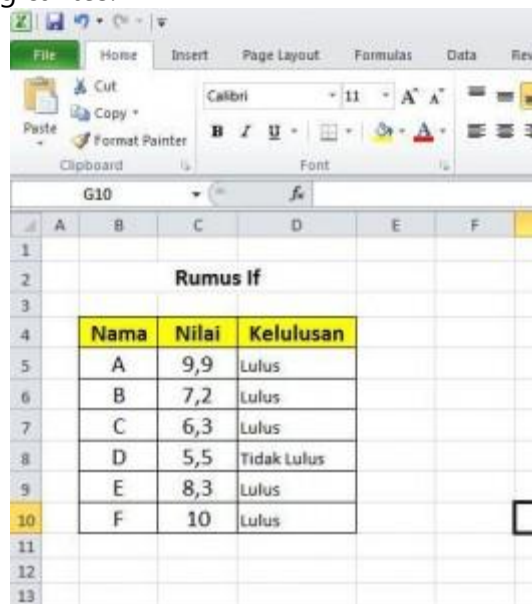 File Home Insert Page Layout Formulas Data Rev
Cut
Copy
Format Painter
Paste
Calibri 11 A A
B I U A
Clipboard Font
G10 fx
A B C D E F
1
2 Rumus If
3
4 Nama Nilai Kelulusan
5 A 9,9 Lulus
6 B 7,2 Lulus
7 C 6,3 Lulus
8 D 5,5 Tidak Lulus
9 E 8,3 Lulus
10 F 10 Lulus
11
12
13